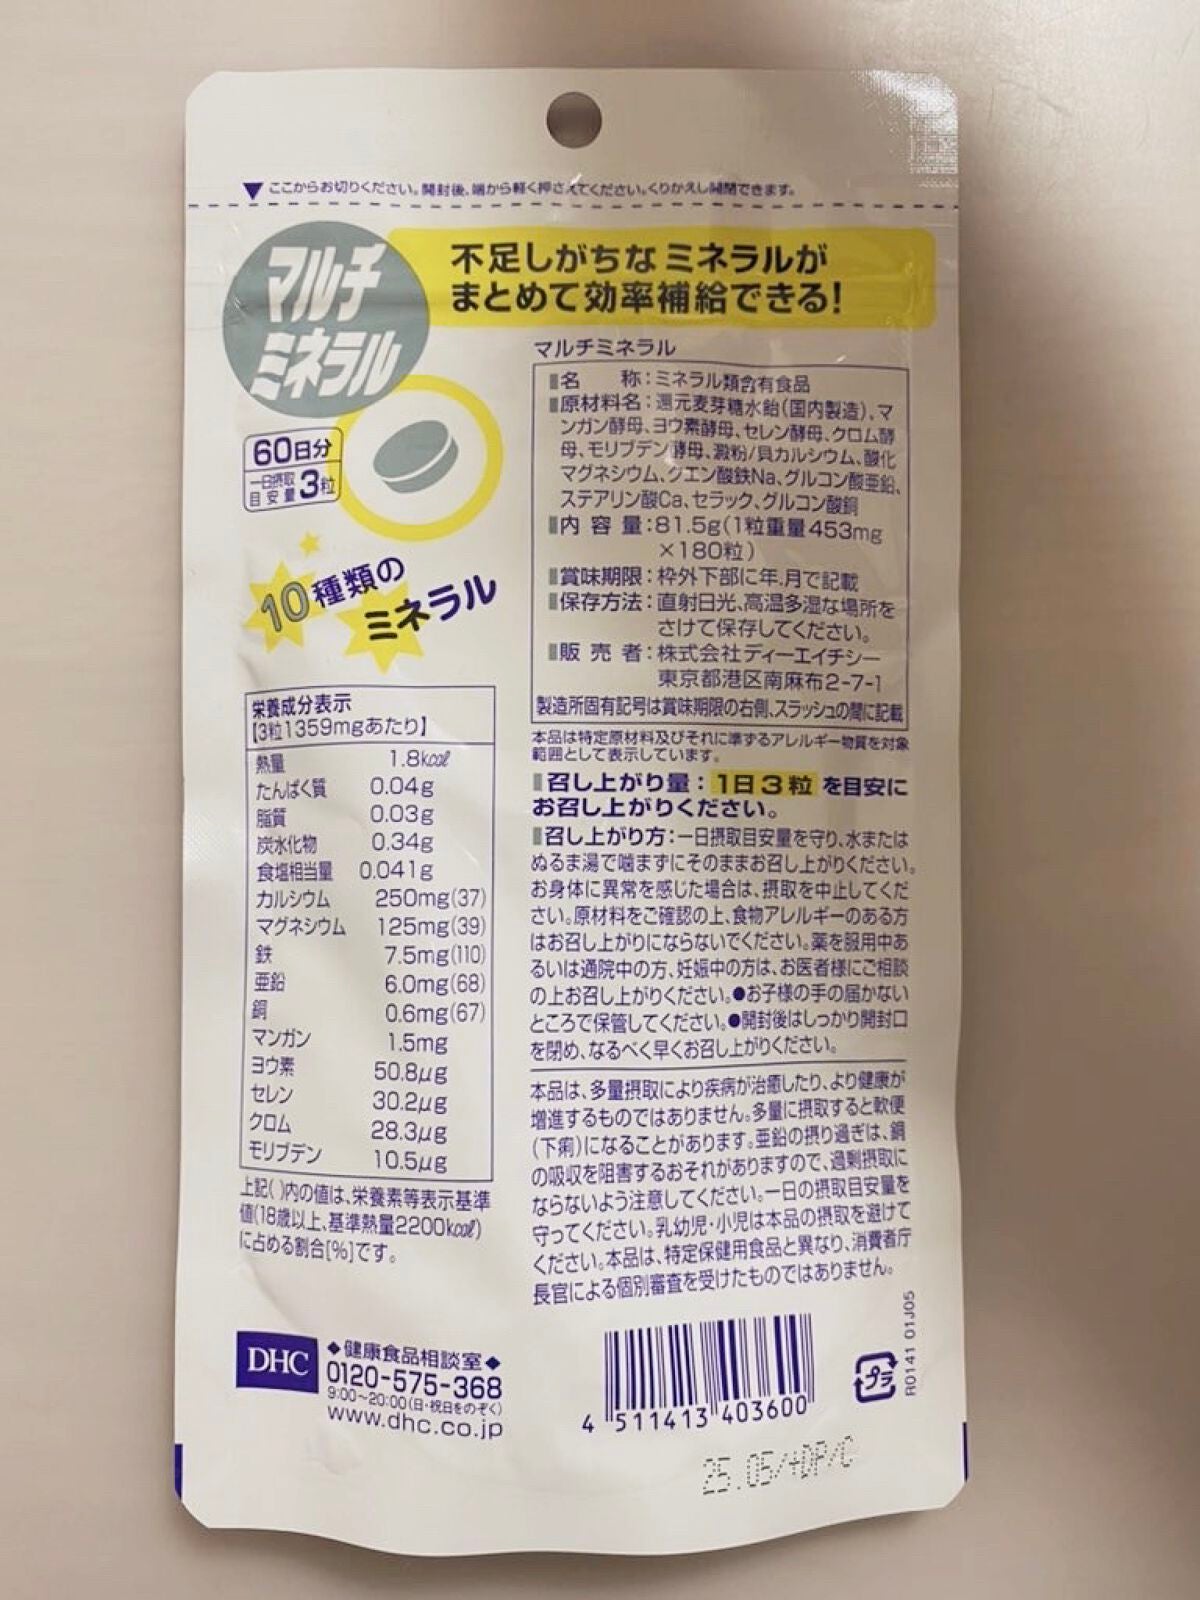 ▼ここからお切りください。開封後、端から軽く押さえてください。くりかえし開閉できます。
マルチ
ミネラル
不足しがちなミネラルが
まとめて効率補給できる!
60日分
一日摂取
目安量3粒
10種類の
ミネラル
栄養成分表示
【3粒1359mgあたり】
熱量 1.8kcal
たんぱく質 0.04g
脂質 0.03g
炭水化物 0.34g
食塩相当量 0.041g
カルシウム 250mg(37)
マグネシウム 125mg(39)
鉄 7.5mg(110)
亜鉛 6.0mg(68)
銅 0.6mg(67)
マンガン 1.5mg
ヨウ素 50.8μg
セレン 30.2μg
クロム 28.3μg
モリブデン 10.5μg
上記( )内の値は、栄養素等表示基準
値(18歳以上、基準熱量2200kcal)
に占める割合[%]です。
マルチミネラル
名 称:ミネラル類含有食品
原材料名:還元麦芽糖水飴(国内製造)、マ
ンガン酵母、ヨウ素酵母、セレン酵母、クロム酵
母、モリブデン酵母、澱粉/貝カルシウム、酸化
マグネシウム、クエン酸鉄Na、グルコン酸亜鉛、
ステアリン酸Ca、セラック、グルコン酸銅
内容量:81.5g(1粒重量453mg
×180粒)
賞味期限:枠外下部に年.月で記載
保存方法:直射日光、高温多湿な場所を
さけて保存してください。
販売者:株式会社ディーエイチシー
東京都港区南麻布2-7-1
製造所固有記号は賞味期限の右側、スラッシュの間に記載
本品は特定原材料及びそれに準ずるアレルギー物質を対象
範囲として表示しています。
召し上がり量:1日3粒を目安に
お召し上がりください。
召し上がり方:一日摂取目安量を守り、水または
ぬるま湯で噛まずにそのままお召し上がりください。
お身体に異常を感じた場合は、摂取を中止してくだ
さい。原材料をご確認の上、食物アレルギーのある方
はお召し上がりにならないでください。薬を服用中あ
るいは通院中の方、妊娠中の方は、お医者様にご相談
の上お召し上がりください。●お子様の手の届かない
ところで保管してください。●開封後はしっかり開封口
を閉め、なるべく早くお召し上がりください。
本品は、多量摂取により疾病が治癒したり、より健康が
増進するものではありません。多量に摂取すると軟便
(下痢)になることがあります。亜鉛の摂り過ぎは、銅
の吸収を阻害するおそれがありますので、過剰摂取に
ならないよう注意してください。一日の摂取目安量を
守ってください。乳幼児・小児は本品の摂取を避けて
ください。本品は、特定保健用食品と異なり、消費者庁
長官による個別審査を受けたものではありません。
DHC
◆健康食品相談室◆
0120-575-368
9:00~20:00(日・祝日をのぞく)
www.dhc.co.jp
4 511413 403600
プラ
R0141 01J05
25.05/+DP/C